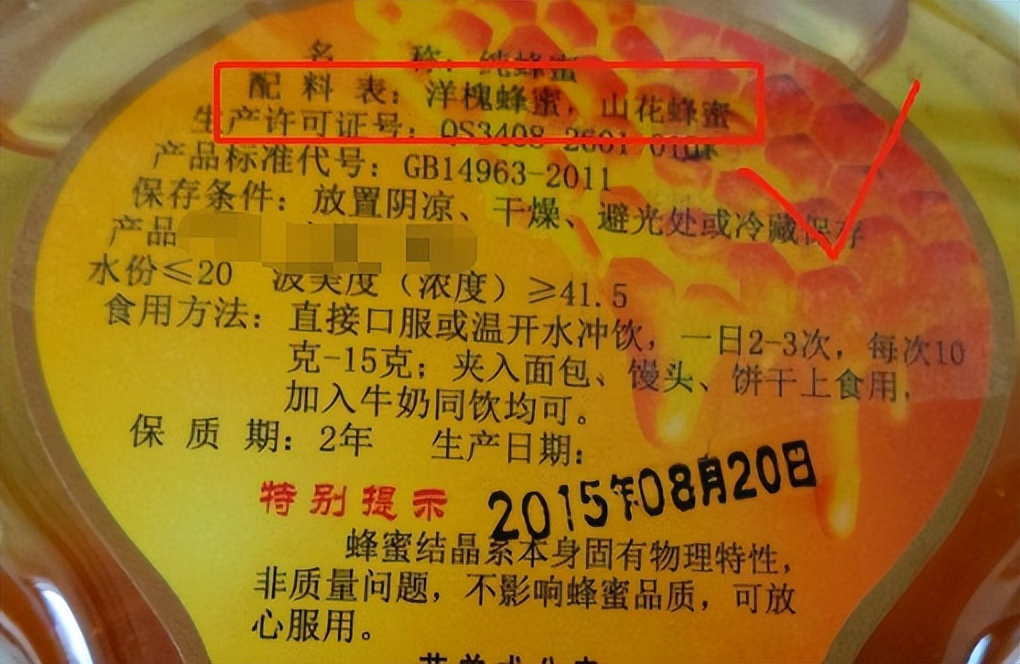 名 称：纯蜂蜜
配 料 表：洋槐蜂蜜，山花蜂蜜
生产许可证号：QS3408 2601
产品标准代号：GB14963-2011
保存条件：放置阴凉、干燥、避光处或冷藏保存
产品
水份≤20 波美度（浓度）≥41.5
食用方法：直接口服或温开水冲饮，一日2-3次，每次10
克-15克；夹入面包、馒头、饼干上食用，
加入牛奶同饮均可。
保 质 期：2年 生产日期：
2015年08月20日
特别提示
蜂蜜结晶系本身固有物理特性，
非质量问题，不影响蜂蜜品质，可放
心服用。